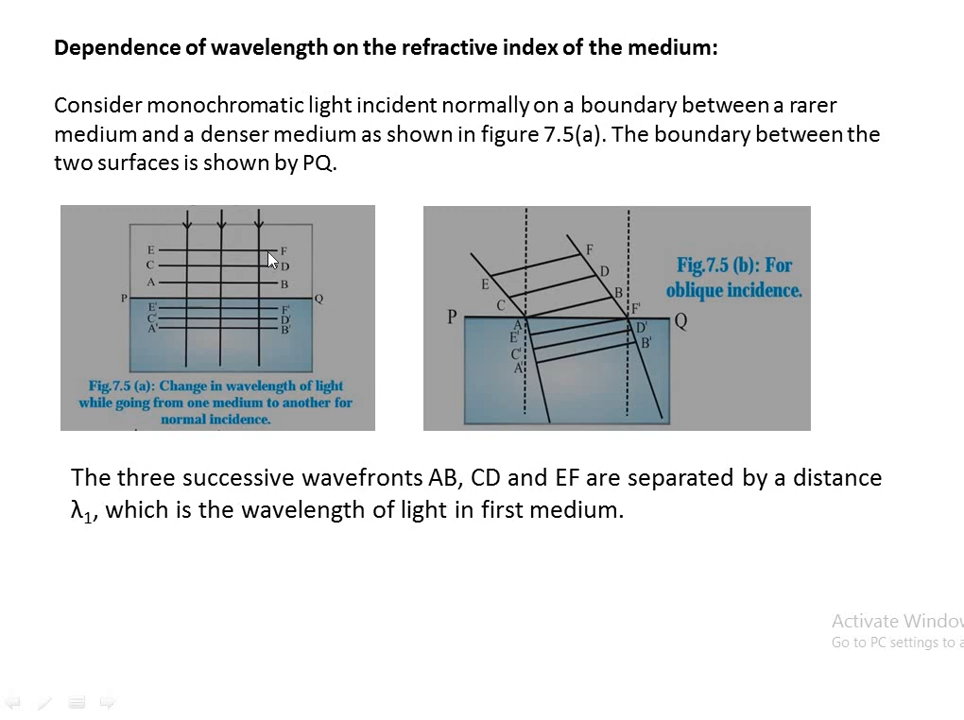 Dependence of wavelength on the refractive index of the medium:
Consider monochromatic light incident normally on a boundary between a rarer
medium and a denser medium as shown in figure 7.5(a). The boundary between the
two surfaces is shown by PQ.
E F
C D
A B
P Q
E' F'
C' D'
A' B'
Fig.7.5 (a): Change in wavelength of light
while going from one medium to another for
normal incidence.
F
E D
C B
P A F' Q
E' D'
C' B'
A'
Fig.7.5 (b): For
oblique incidence.
The three successive wavefronts AB, CD and EF are separated by a distance
λ₁, which is the wavelength of light in first medium.
Activate Window
Go to PC settings to a